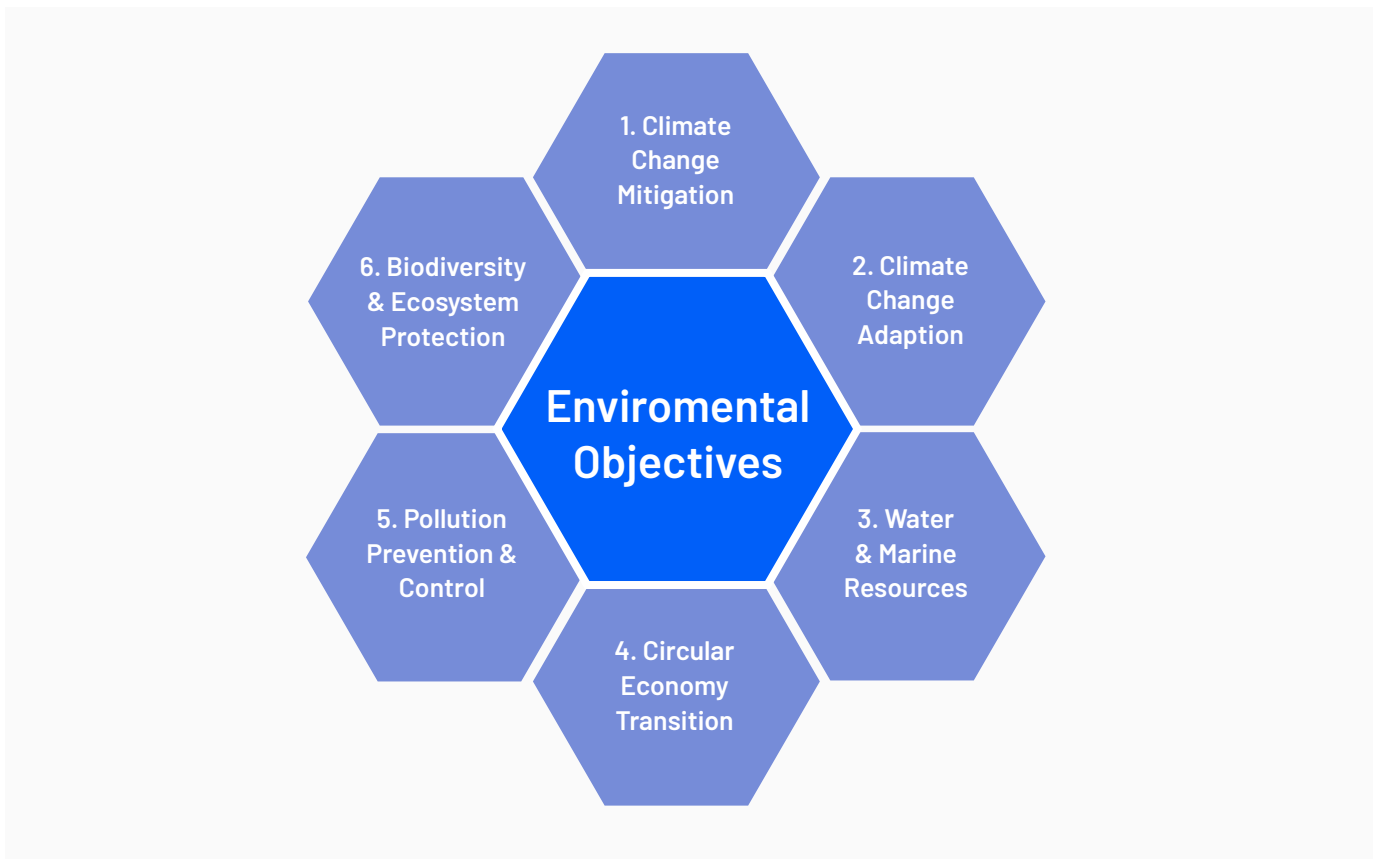 1. Climate
Change
Mitigation
2. Climate
Change
Adaption
3. Water
& Marine
Resources
4. Circular
Economy
Transition
5. Pollution
Prevention &
Control
6. Biodiversity
& Ecosystem
Protection
Enviromental
Objectives